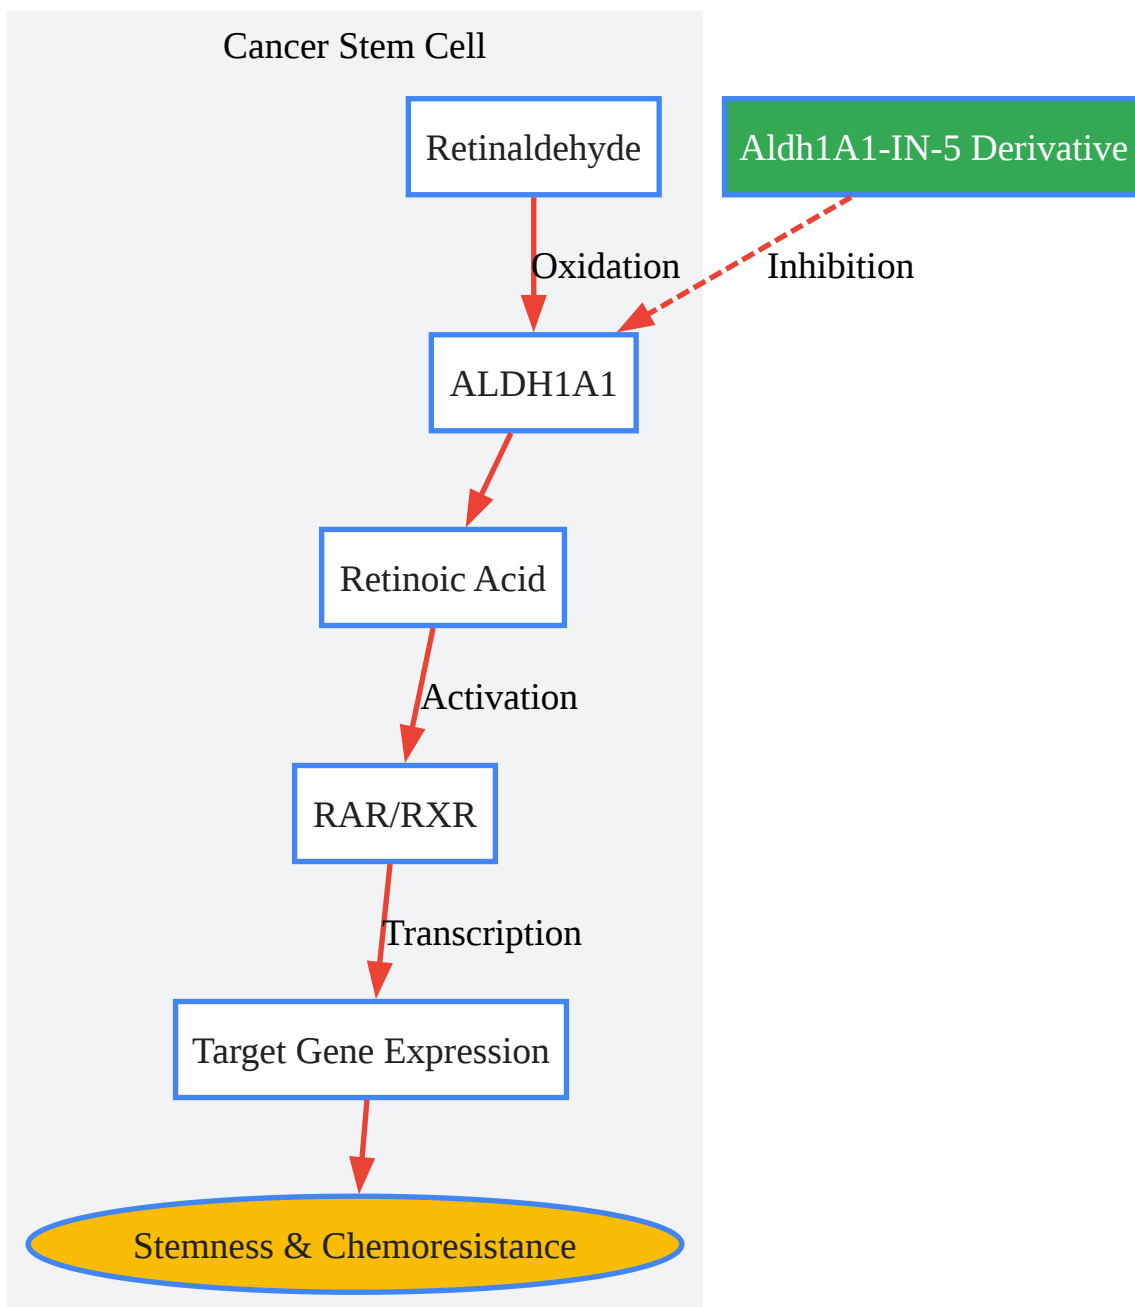 Cancer Stem Cell
Retinaldehyde
Aldh1A1-IN-5 Derivative
Oxidation
Inhibition
ALDH1A1
Retinoic Acid
Activation
RAR/RXR
Transcription
Target Gene Expression
Stemness & Chemoresistance